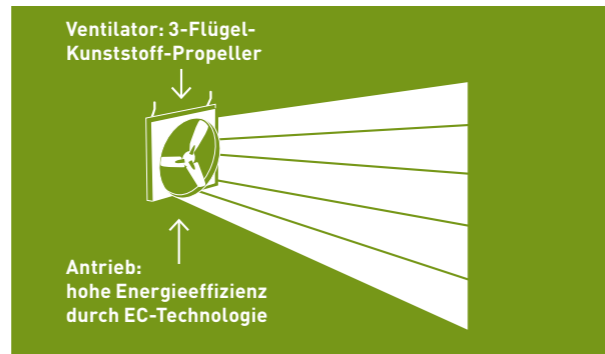 Ventilator: 3-Flügel-
Kunststoff-Propeller
Antrieb:
hohe Energieeffizienz
durch EC-Technologie